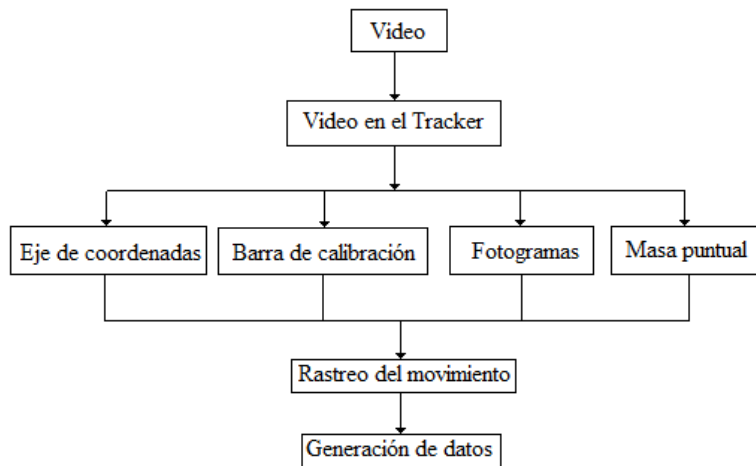 Video
Video en el Tracker
Eje de coordenadas
Barra de calibración
Fotogramas
Masa puntual
Rastreo del movimiento
Generación de datos